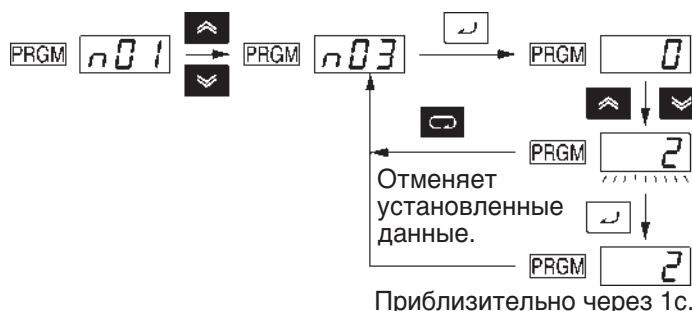 PRGM n01 PRGM n03 PRGM 0
PRGM 2
Отменяет
установленные
данные.
PRGM 2
Приблизительно через 1с.